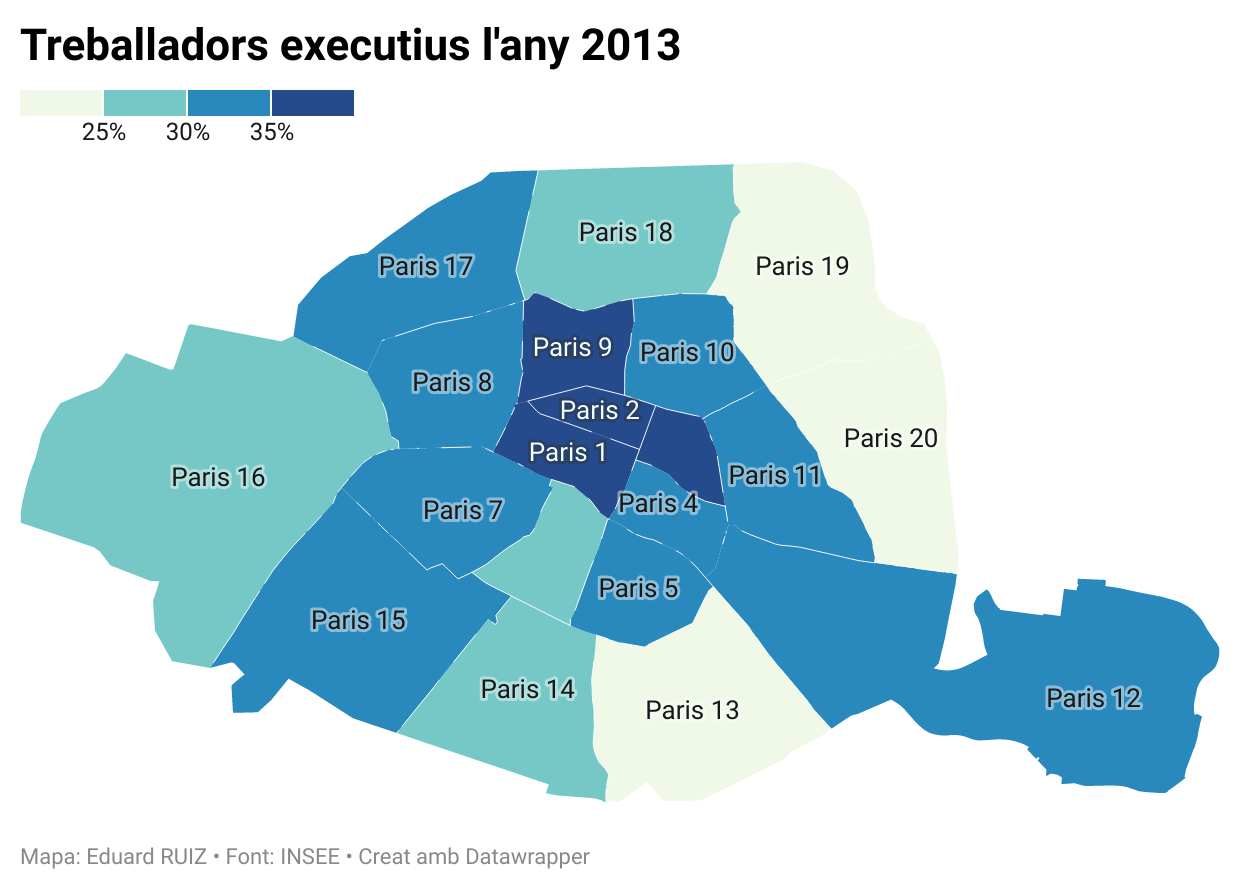 Treballadors executius l'any 2013
25% 30% 35%
Paris 18
Paris 17
Paris 19
Paris 9
Paris 10
Paris 8
Paris 2
Paris 20
Paris 1
Paris 16
Paris 11
Paris 4
Paris 7
Paris 5
Paris 15
Paris 14
Paris 12
Paris 13
Mapa: Eduard RUIZ • Font: INSEE • Creat amb Datawrapper